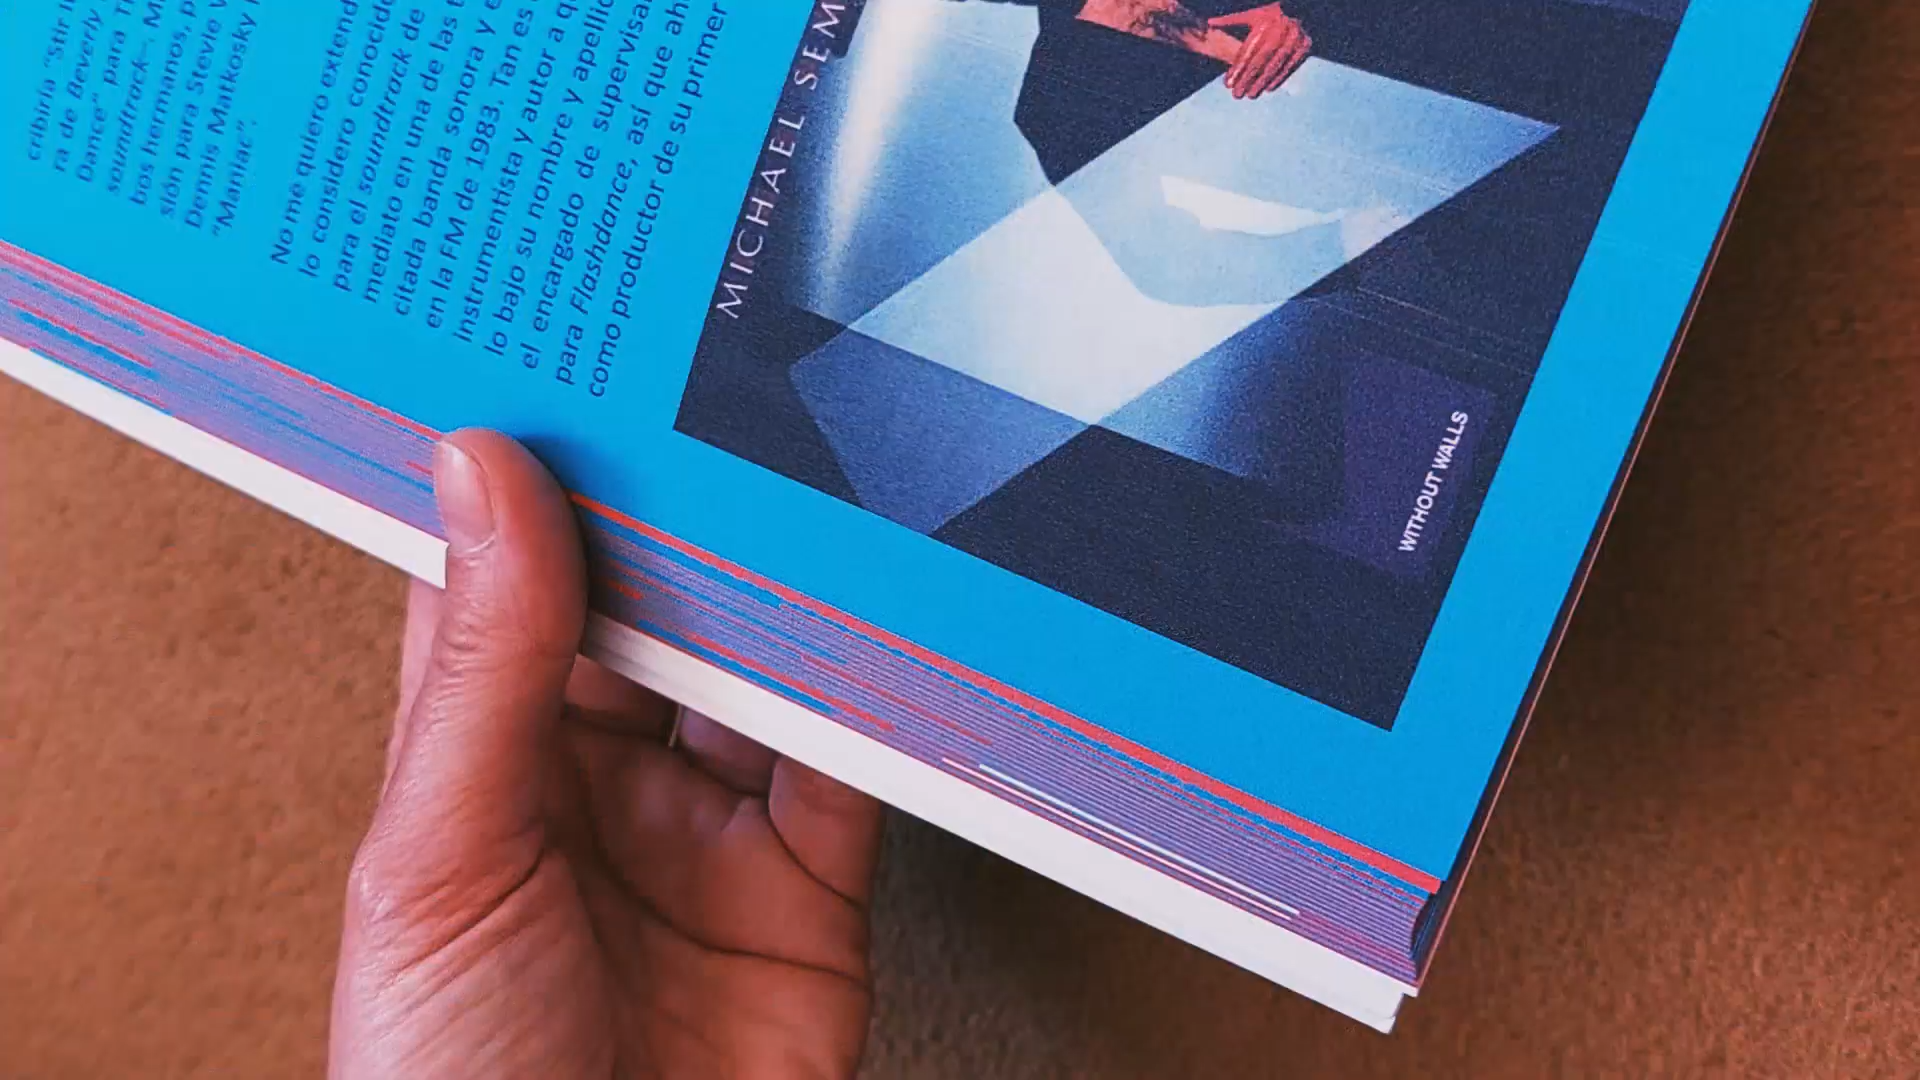 cribiría "Stir
ra de Beverly
Dance" para
soundtrack–.
bos hermanos,
sión para Stevie
Dennis Matkosky
"Maniac".
No me quiero extend
lo considero conocid
para el soundtrack de
mediato en una de las
citada banda sonora y
en la FM de 1983. Tan es
instrumentista y autor a
lo bajo su nombre y apelli
el encargado de supervisa
para Flashdance, así que ah
como productor de su primer
MICHAEL SEM
WITHOUT WALLS